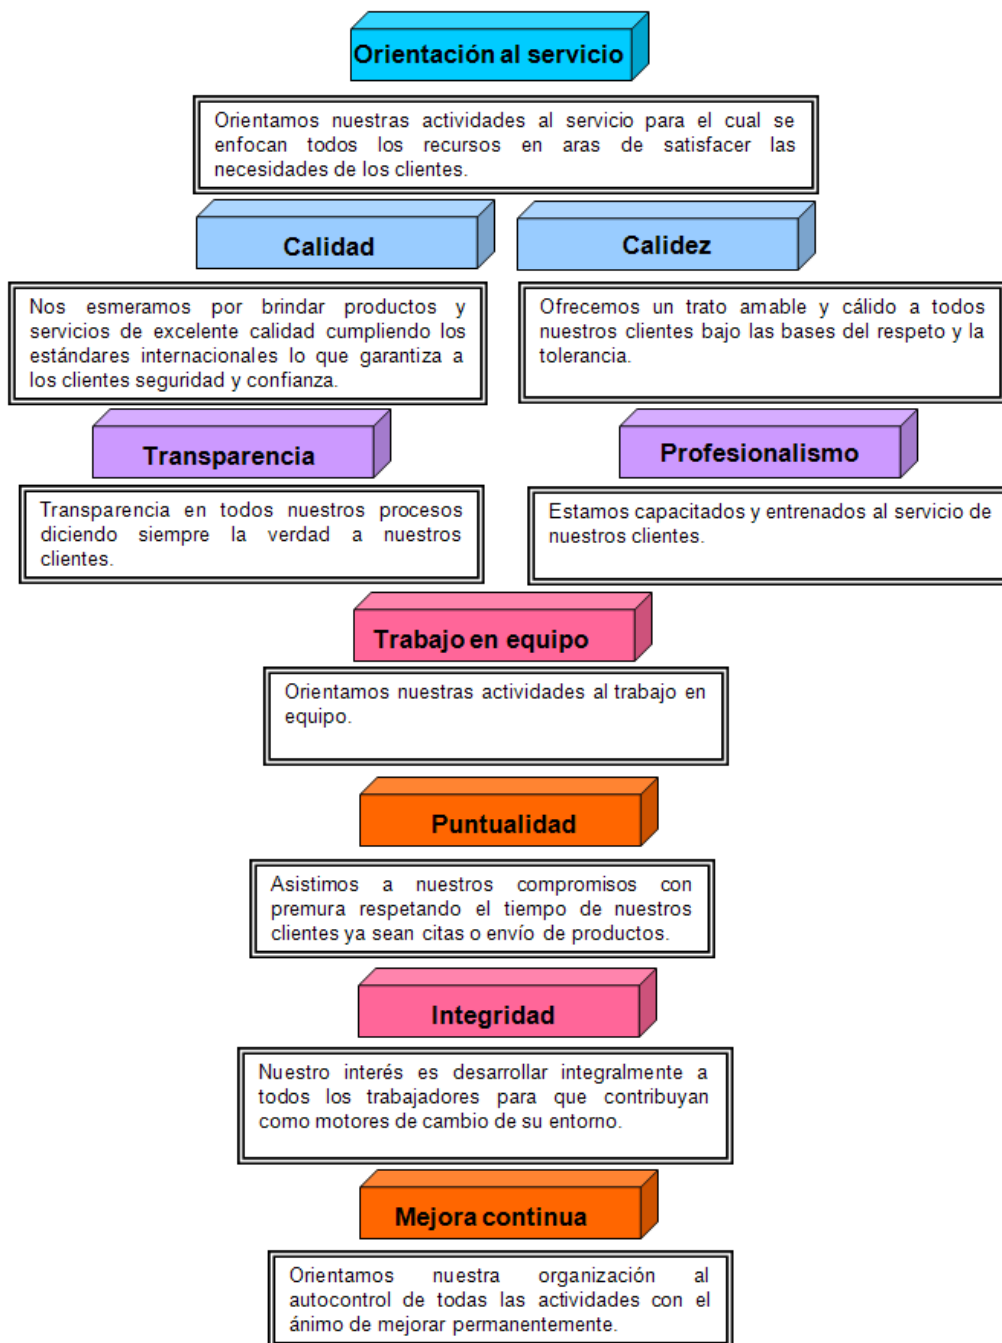 Orientación al servicio
Orientamos nuestras actividades al servicio para el cual se
enfocan todos los recursos en aras de satisfacer las
necesidades de los clientes.
Calidad
Nos esmeramos por brindar productos y
servicios de excelente calidad cumpliendo los
estándares internacionales lo que garantiza a
los clientes seguridad y confianza.
Calidez
Ofrecemos un trato amable y cálido a todos
nuestros clientes bajo las bases del respeto y la
tolerancia.
Transparencia
Transparencia en todos nuestros procesos
diciendo siempre la verdad a nuestros
clientes.
Profesionalismo
Estamos capacitados y entrenados al servicio de
nuestros clientes.
Trabajo en equipo
Orientamos nuestras actividades al trabajo en
equipo.
Puntualidad
Asistimos a nuestros compromisos con
premura respetando el tiempo de nuestros
clientes ya sean citas o envío de productos.
Integridad
Nuestro interés es desarrollar integralmente a
todos los trabajadores para que contribuyan
como motores de cambio de su entorno.
Mejora continua
Orientamos nuestra organización al
autocontrol de todas las actividades con el
ánimo de mejorar permanentemente.